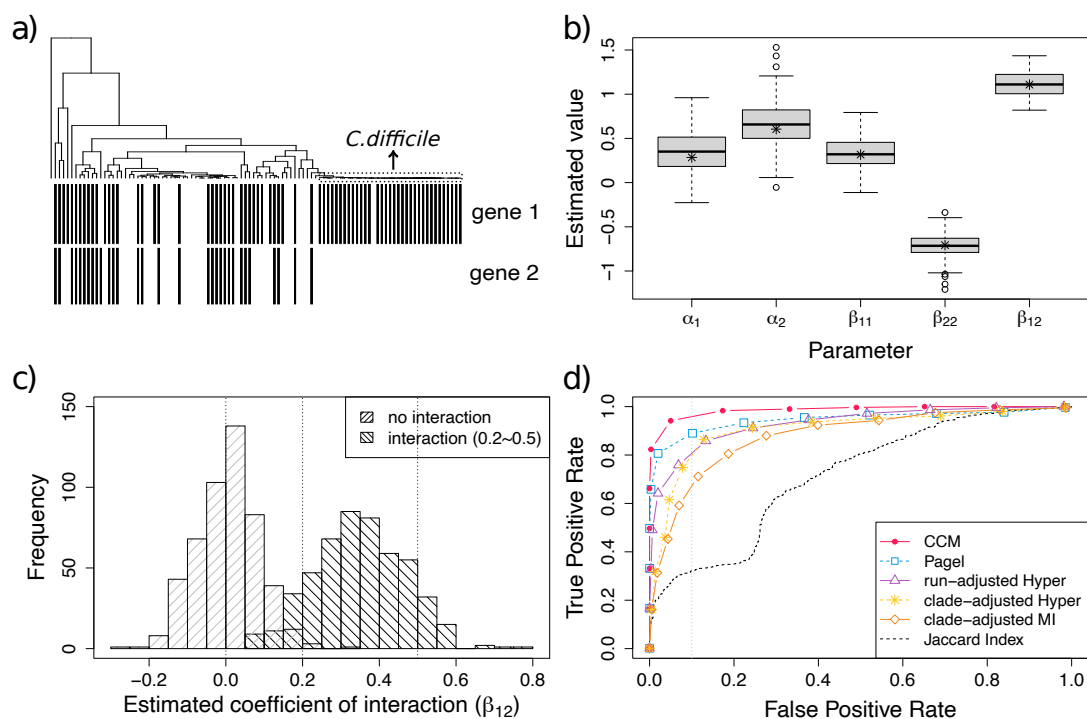 a)
C.difficile
gene 1
gene 2
b)
Estimated value
1.5
1
0.5
0
−0.5
−1
α1 α2 β11 β22 β12
Parameter
c)
Frequency
150
100
50
0
no interaction
interaction (0.2~0.5)
−0.2 0.0 0.2 0.4 0.6 0.8
Estimated coefficient of interaction (β12)
d)
True Positive Rate
1.0
0.8
0.6
0.4
0.2
0.0
CCM
Pagel
run−adjusted Hyper
clade−adjusted Hyper
clade−adjusted MI
Jaccard Index
0.0 0.2 0.4 0.6 0.8 1.0
False Positive Rate